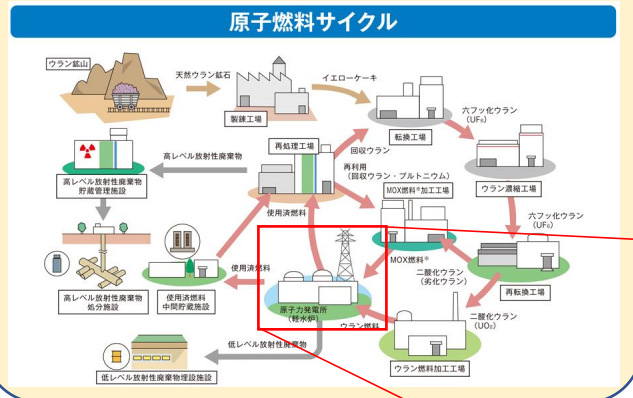 原子燃料サイクル
ウラン鉱山
天然ウラン鉱石
製錬工場
イエローケーキ
転換工場
六フッ化ウラン
(UF₆)
ウラン濃縮工場
六フッ化ウラン
(UF₆)
再転換工場
二酸化ウラン
(劣化ウラン)
二酸化ウラン
(UO₂)
ウラン燃料加工工場
ウラン燃料
MOX燃料※加工工場
MOX燃料※
再処理工場
回収ウラン
再利用
(回収ウラン・プルトニウム)
高レベル放射性廃棄物
高レベル放射性廃棄物
貯蔵管理施設
高レベル放射性廃棄物
処分施設
使用済燃料
使用済燃料
使用済燃料
中間貯蔵施設
原子力発電所
(軽水炉)
低レベル放射性廃棄物
低レベル放射性廃棄物埋設施設